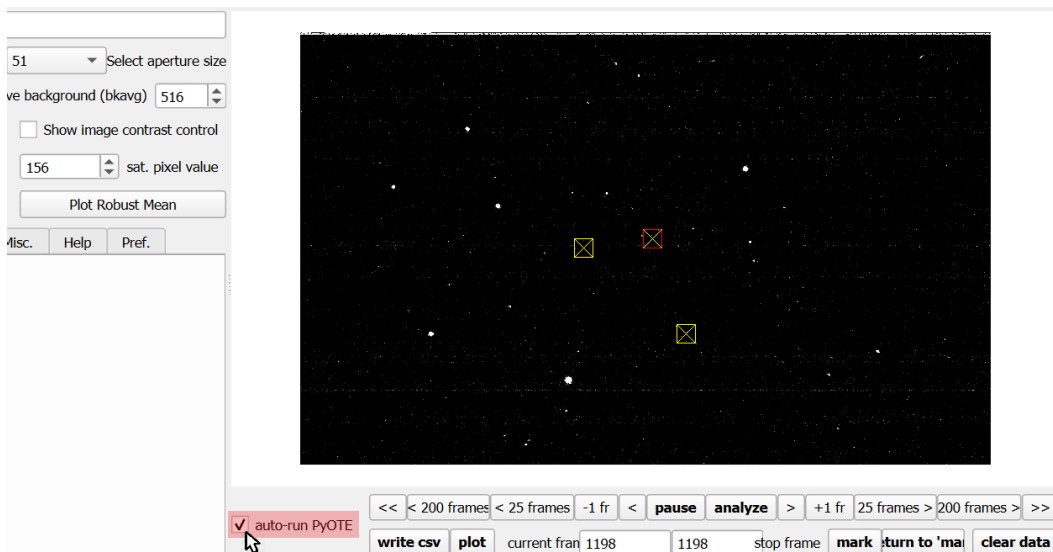 51 Select aperture size
ve background (bkavg) 516
Show image contrast control
156 sat. pixel value
Plot Robust Mean
Misc. Help Pref.
<< < 200 frames < 25 frames -1 fr < pause analyze > +1 fr 25 frames > 200 frames > >>
auto-run PyOTE
write csv plot current fran 1198 1198 stop frame mark eturn to 'mai clear data